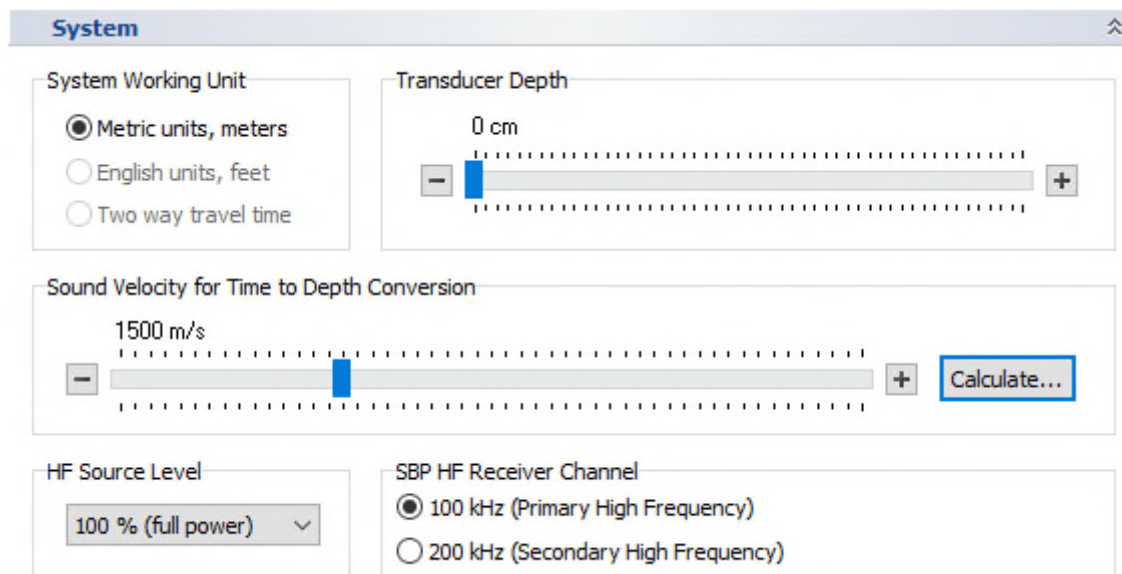 System
System Working Unit
Metric units, meters
English units, feet
Two way travel time
Transducer Depth
0 cm
Sound Velocity for Time to Depth Conversion
1500 m/s
Calculate...
HF Source Level
100 % (full power)
SBP HF Receiver Channel
100 kHz (Primary High Frequency)
200 kHz (Secondary High Frequency)